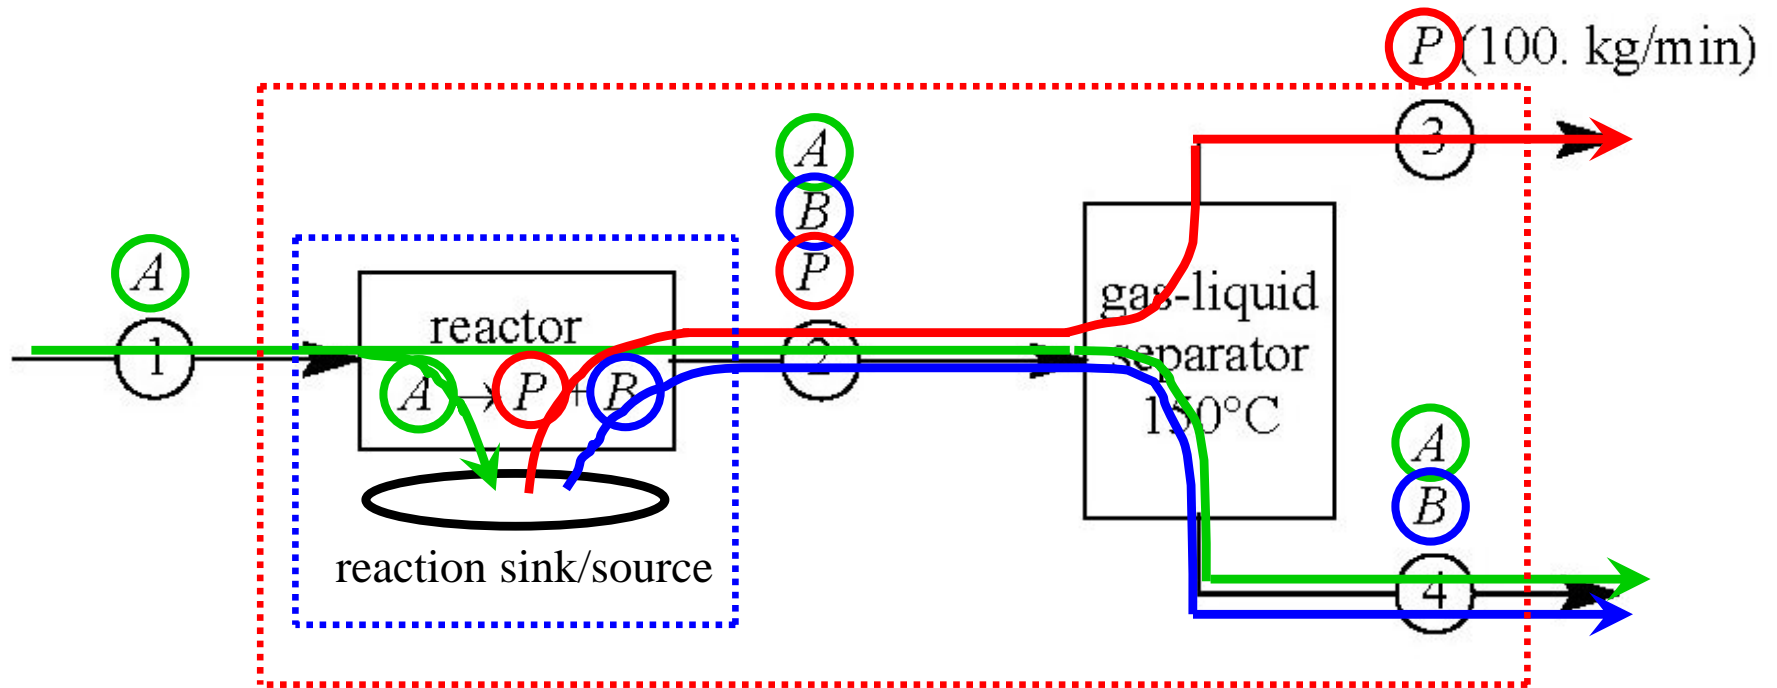 P (100. kg/min)
3
A
B
P
A
1
reactor
A → P + B
2
gas-liquid
separator
150°C
reaction sink/source
A
B
4